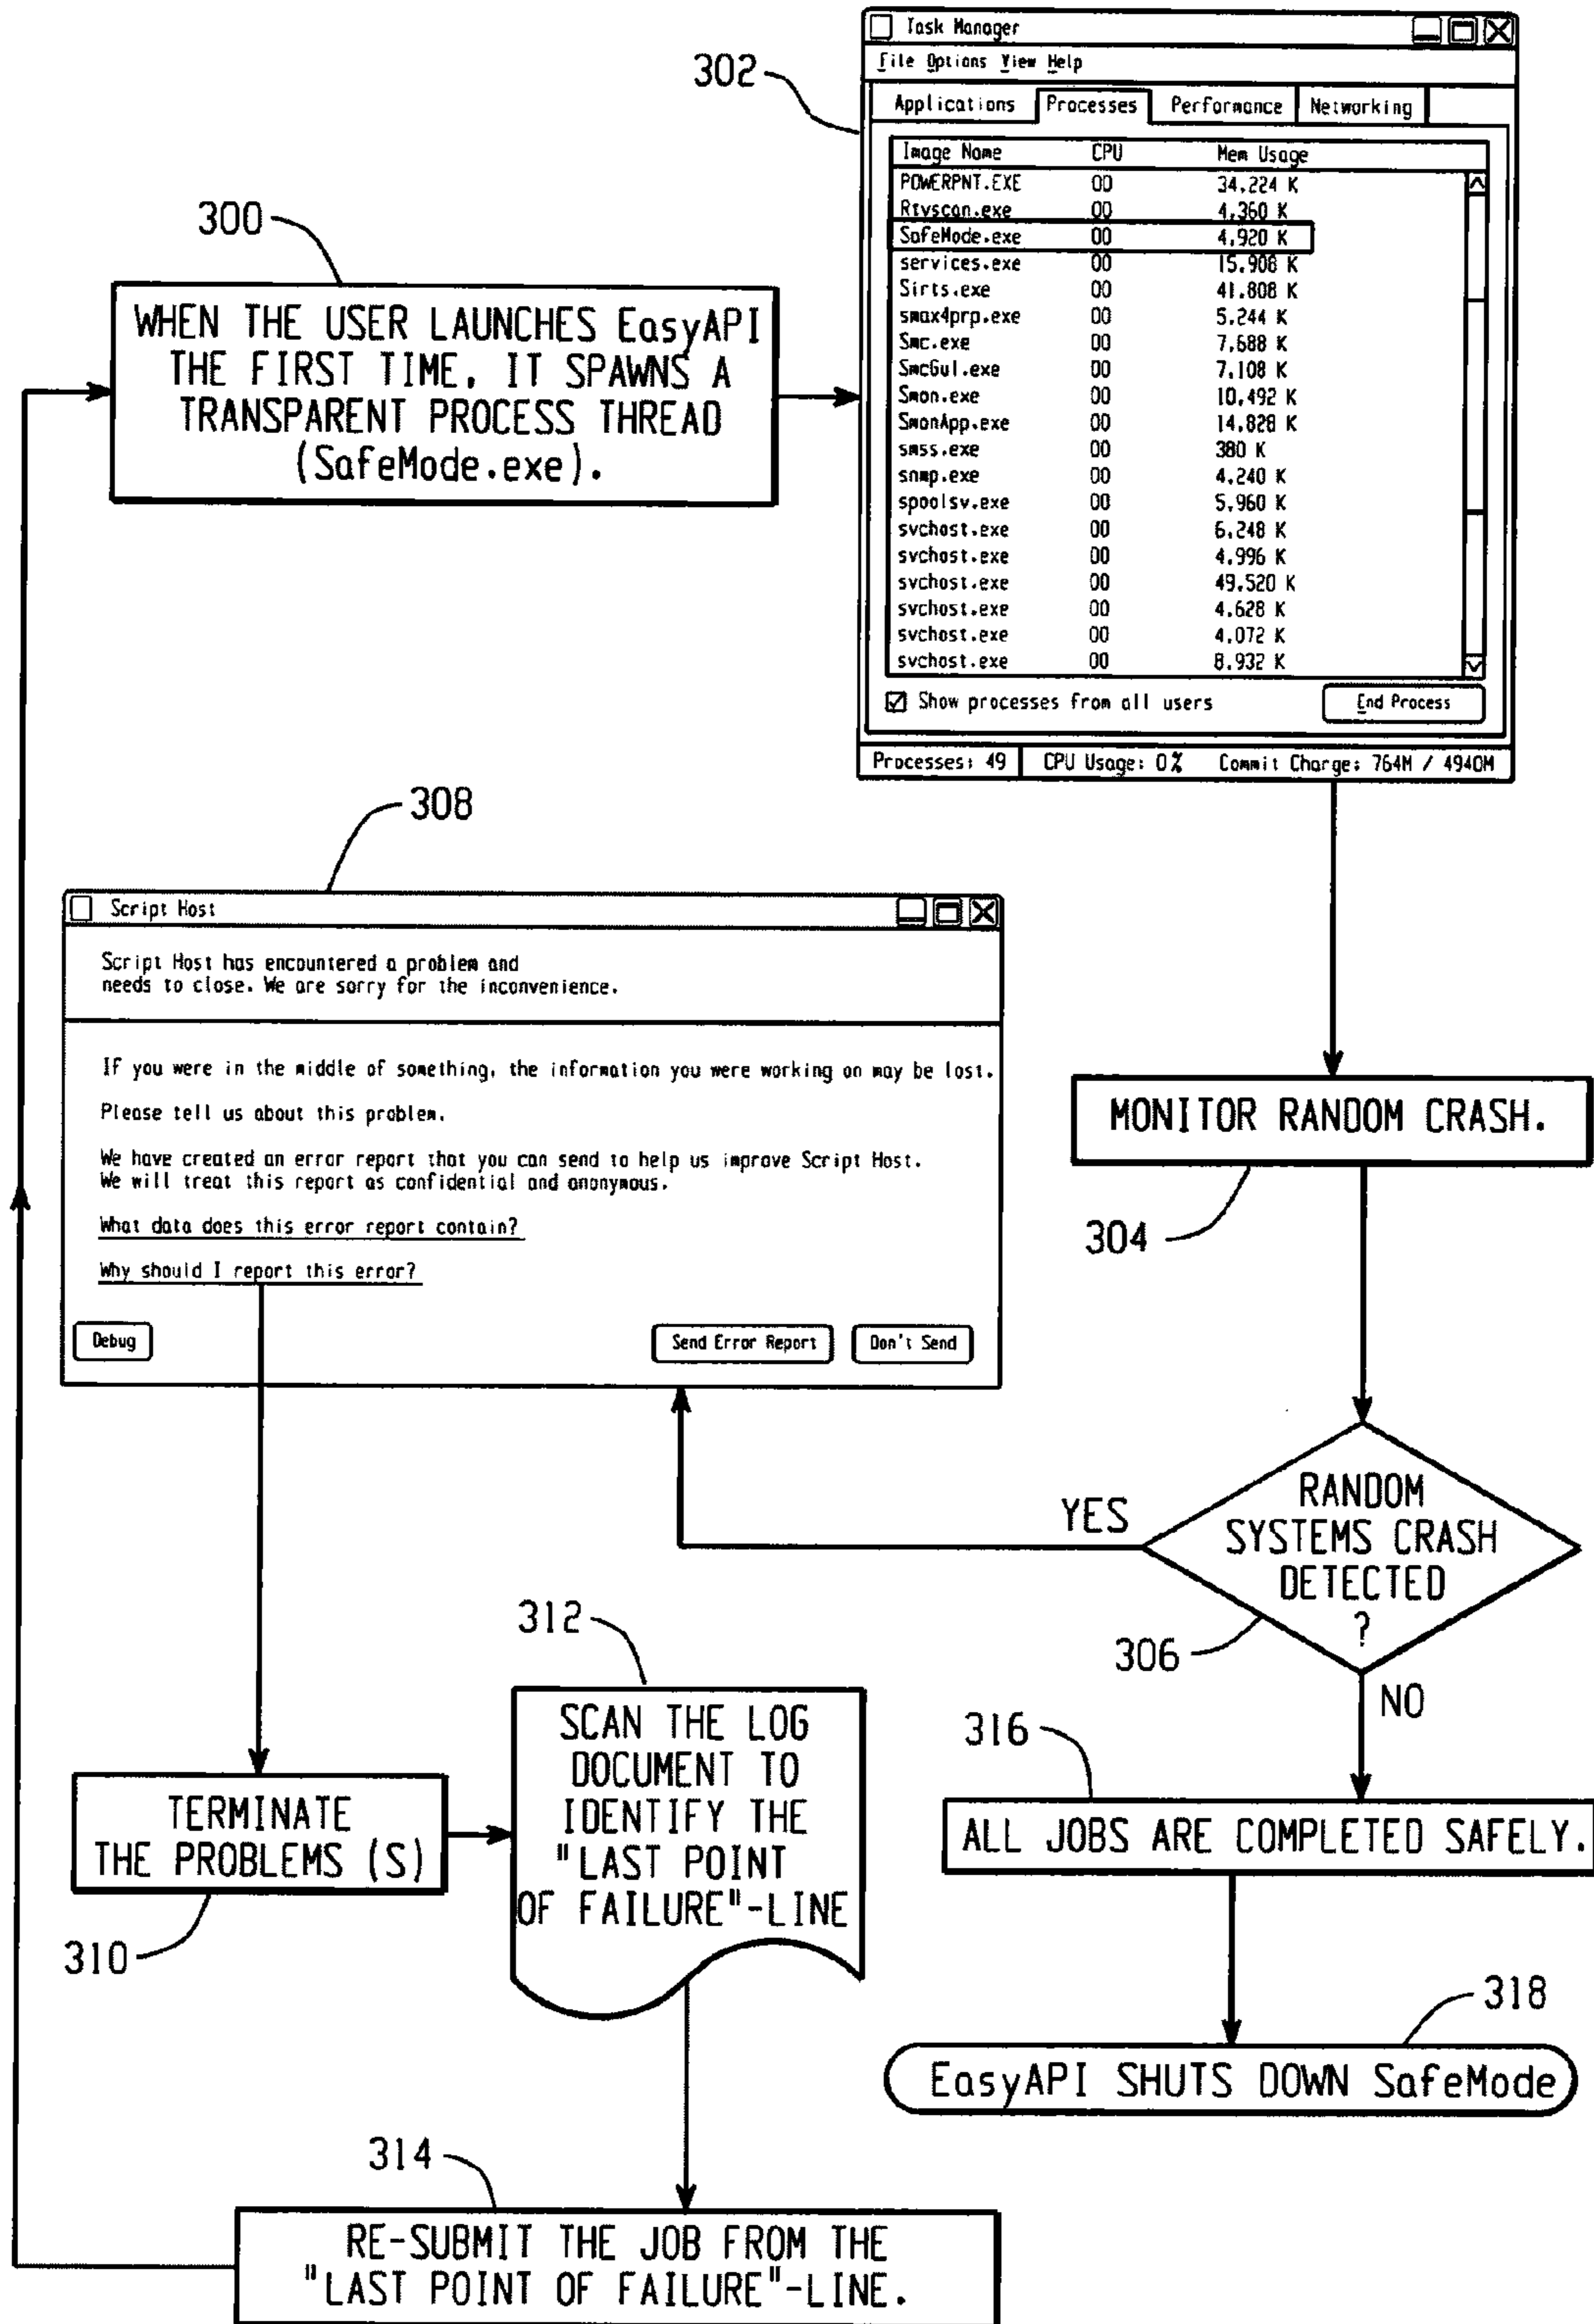 302
Task Manager
File Options View Help
Applications Processes Performance Networking
Image Name CPU Mem Usage
POWERPNT.EXE 00 34,224 K
Rtvscan.exe 00 4,360 K
SafeMode.exe 00 4,920 K
services.exe 00 15,908 K
Sirts.exe 00 41,808 K
smax4prp.exe 00 5,244 K
Smc.exe 00 7,688 K
SmcGul.exe 00 7,108 K
Smon.exe 00 10,492 K
SmonApp.exe 00 14,828 K
smss.exe 00 380 K
snmp.exe 00 4,240 K
spoolsv.exe 00 5,960 K
svchost.exe 00 6,248 K
svchost.exe 00 4,996 K
svchost.exe 00 49,520 K
svchost.exe 00 4,628 K
svchost.exe 00 4,072 K
svchost.exe 00 8,932 K
Show processes from all users End Process
Processes: 49 CPU Usage: 0% Commit Charge: 764M / 4940M
300
WHEN THE USER LAUNCHES EasyAPI
THE FIRST TIME, IT SPAWNS A
TRANSPARENT PROCESS THREAD
(SafeMode.exe).
308
Script Host
Script Host has encountered a problem and
needs to close. We are sorry for the inconvenience.
If you were in the middle of something, the information you were working on may be lost.
Please tell us about this problem.
We have created an error report that you can send to help us improve Script Host.
We will treat this report as confidential and anonymous.
What data does this error report contain?
Why should I report this error?
Debug Send Error Report Don't Send
MONITOR RANDOM CRASH.
304
RANDOM
SYSTEMS CRASH
DETECTED
?
YES
306
NO
312
SCAN THE LOG
DOCUMENT TO
IDENTIFY THE
"LAST POINT
OF FAILURE"-LINE
316
ALL JOBS ARE COMPLETED SAFELY.
TERMINATE
THE PROBLEMS (S)
310
318
EasyAPI SHUTS DOWN SafeMode
314
RE-SUBMIT THE JOB FROM THE
"LAST POINT OF FAILURE"-LINE.